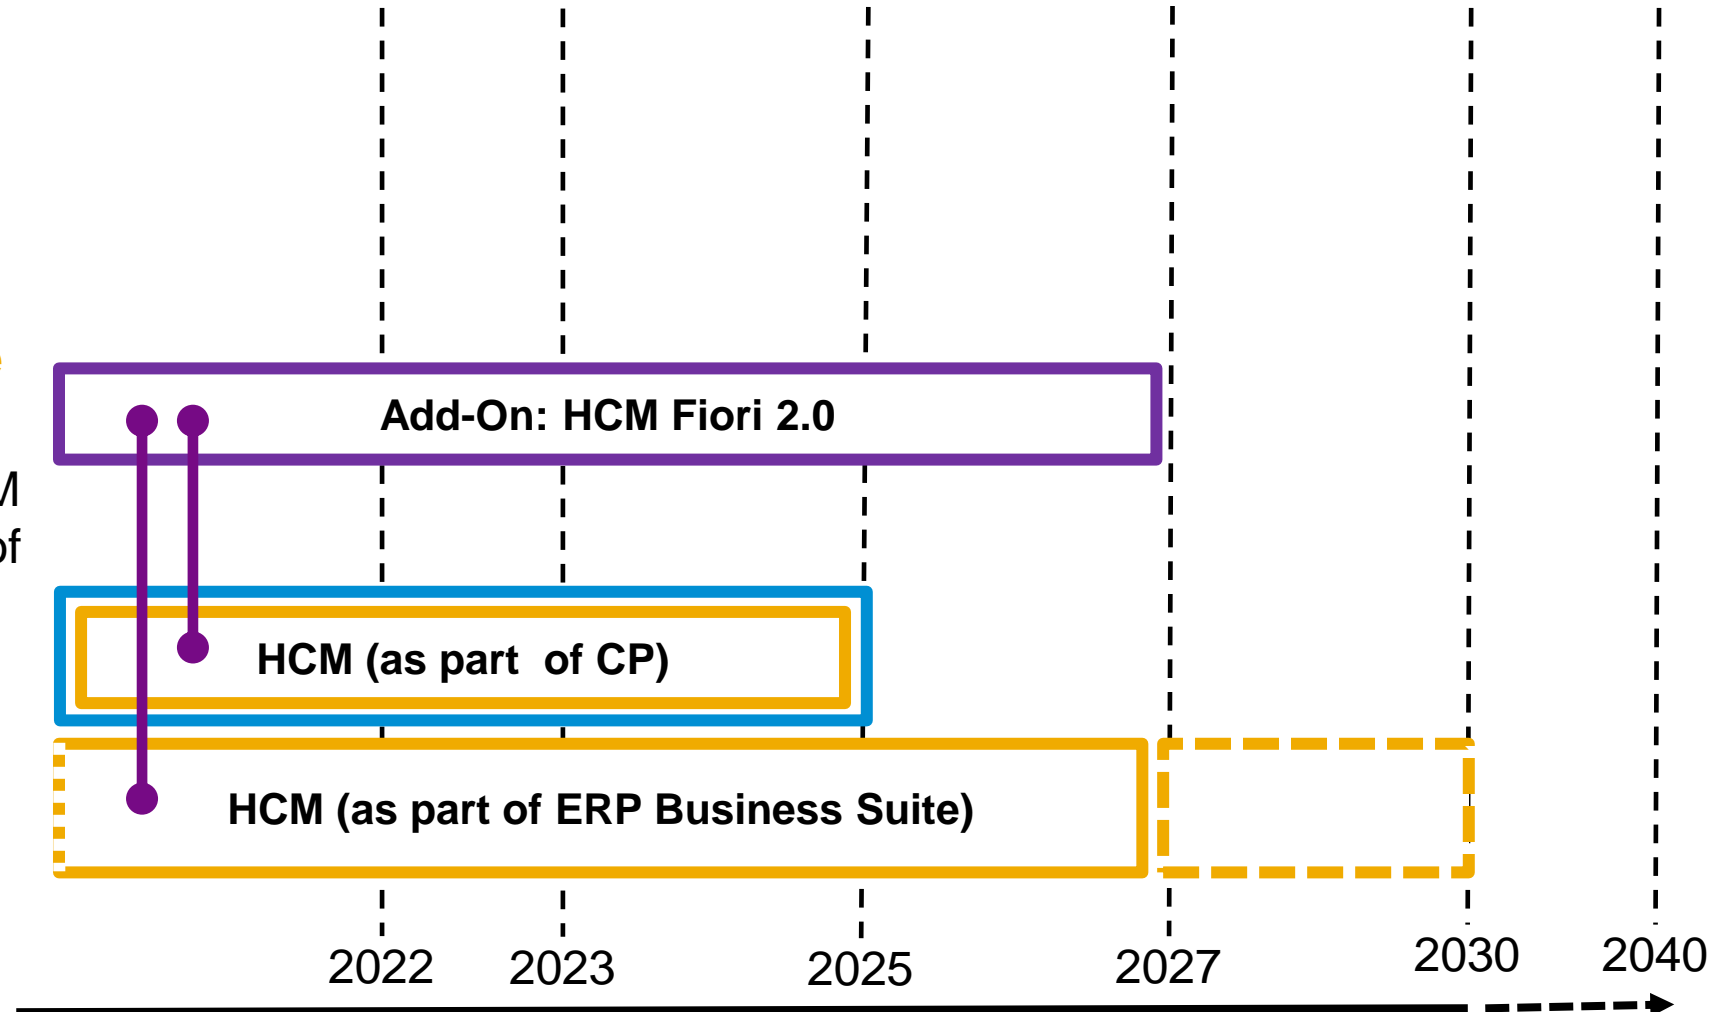 Add-On: HCM Fiori 2.0
of
HCM (as part of CP)
HCM (as part of ERP Business Suite)
2022 2023 2025 2027 2030 2040